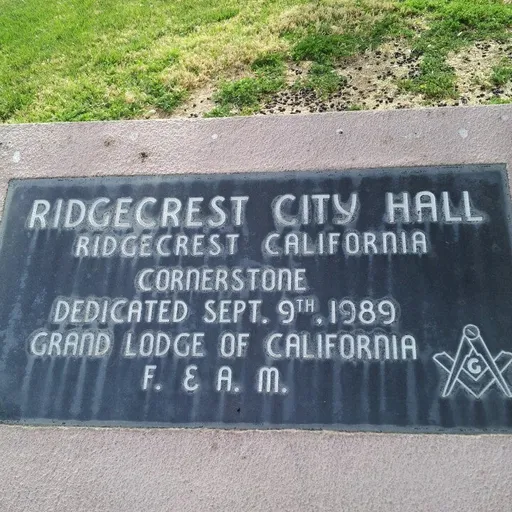 RIDGECREST CITY HALL
RIDGECREST CALIFORNIA
CORNERSTONE
DEDICATED SEPT. 9TH, 1989
GRAND LODGE OF CALIFORNIA
F. & A. M.
G